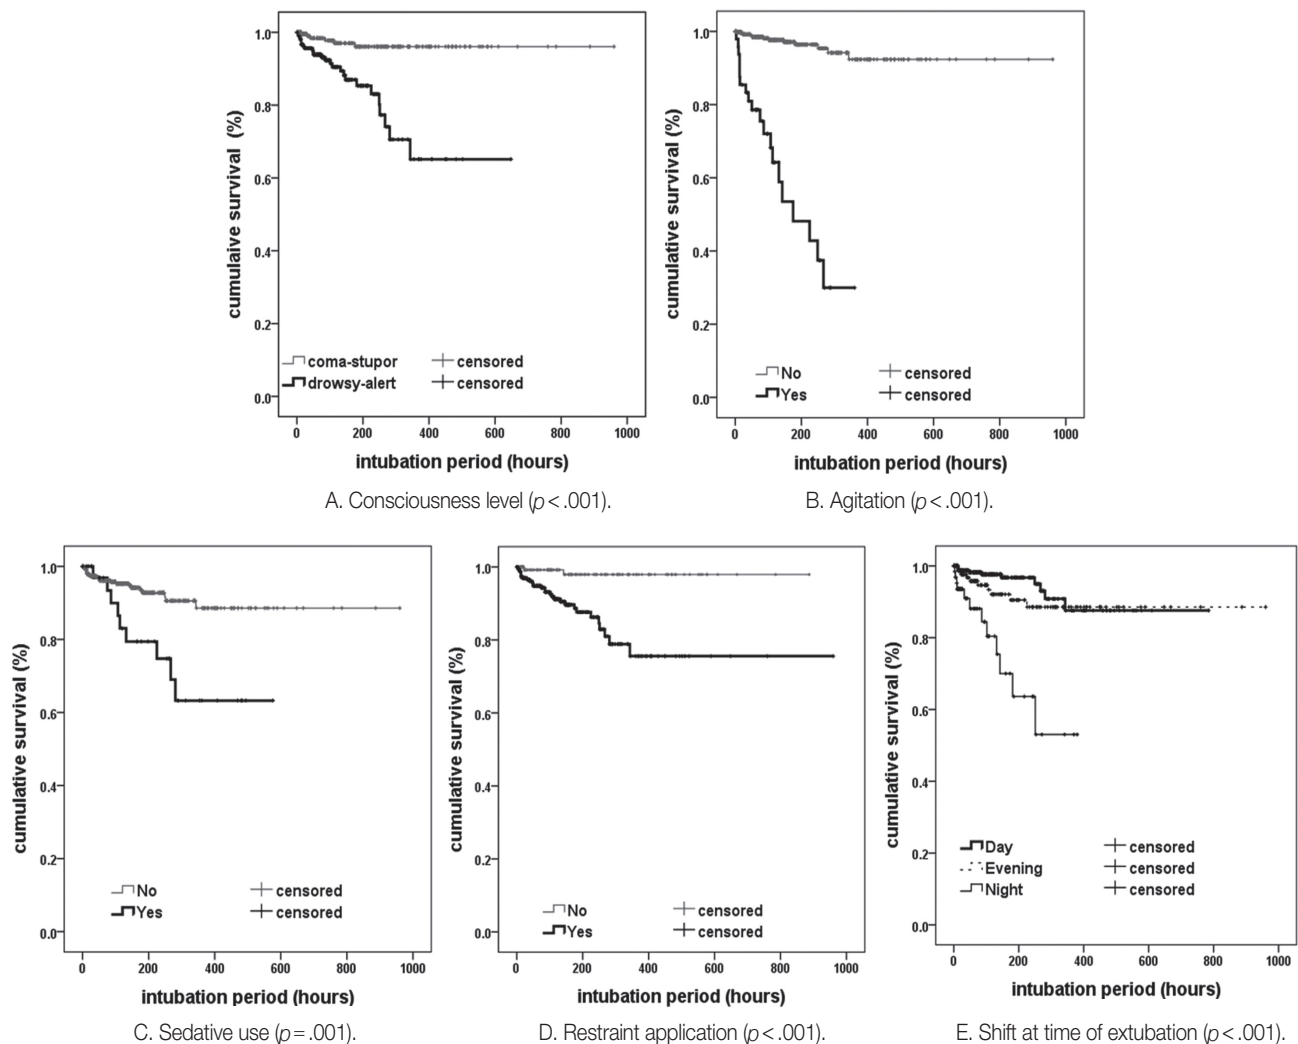 cumulaive survival (%)
1.0
0.8
0.6
0.4
0.2
0.0
coma-stupor censored
drowsy-alert censored
0 200 400 600 800 1000
intubation period (hours)
A. Consciousness level (p < .001).
cumulative survival (%)
1.0
0.8
0.6
0.4
0.2
0.0
No censored
Yes censored
0 200 400 600 800 1000
intubation period (hours)
B. Agitation (p < .001).
cumulative survival (%)
1.0
0.8
0.6
0.4
0.2
0.0
No censored
Yes censored
0 200 400 600 800 1000
intubation period (hours)
C. Sedative use (p = .001).
cumulative survival (%)
1.0
0.8
0.6
0.4
0.2
0.0
No censored
Yes censored
0 200 400 600 800 1000
intubation period (hours)
D. Restraint application (p < .001).
cumulative survival (%)
1.0
0.8
0.6
0.4
0.2
0.0
Day censored
Evening censored
Night censored
0 200 400 600 800 1000
intubation period (hours)
E. Shift at time of extubation (p < .001).